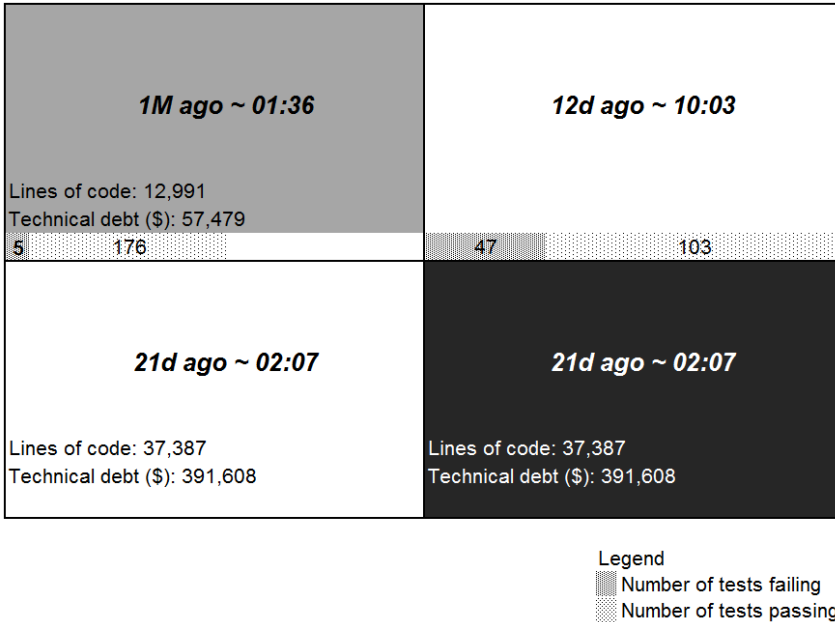 1M ago ~ 01:36
Lines of code: 12,991
Technical debt ($): 57,479
5 176
12d ago ~ 10:03
47 103
21d ago ~ 02:07
Lines of code: 37,387
Technical debt ($): 391,608
21d ago ~ 02:07
Lines of code: 37,387
Technical debt ($): 391,608
Legend
Number of tests failing
Number of tests passing